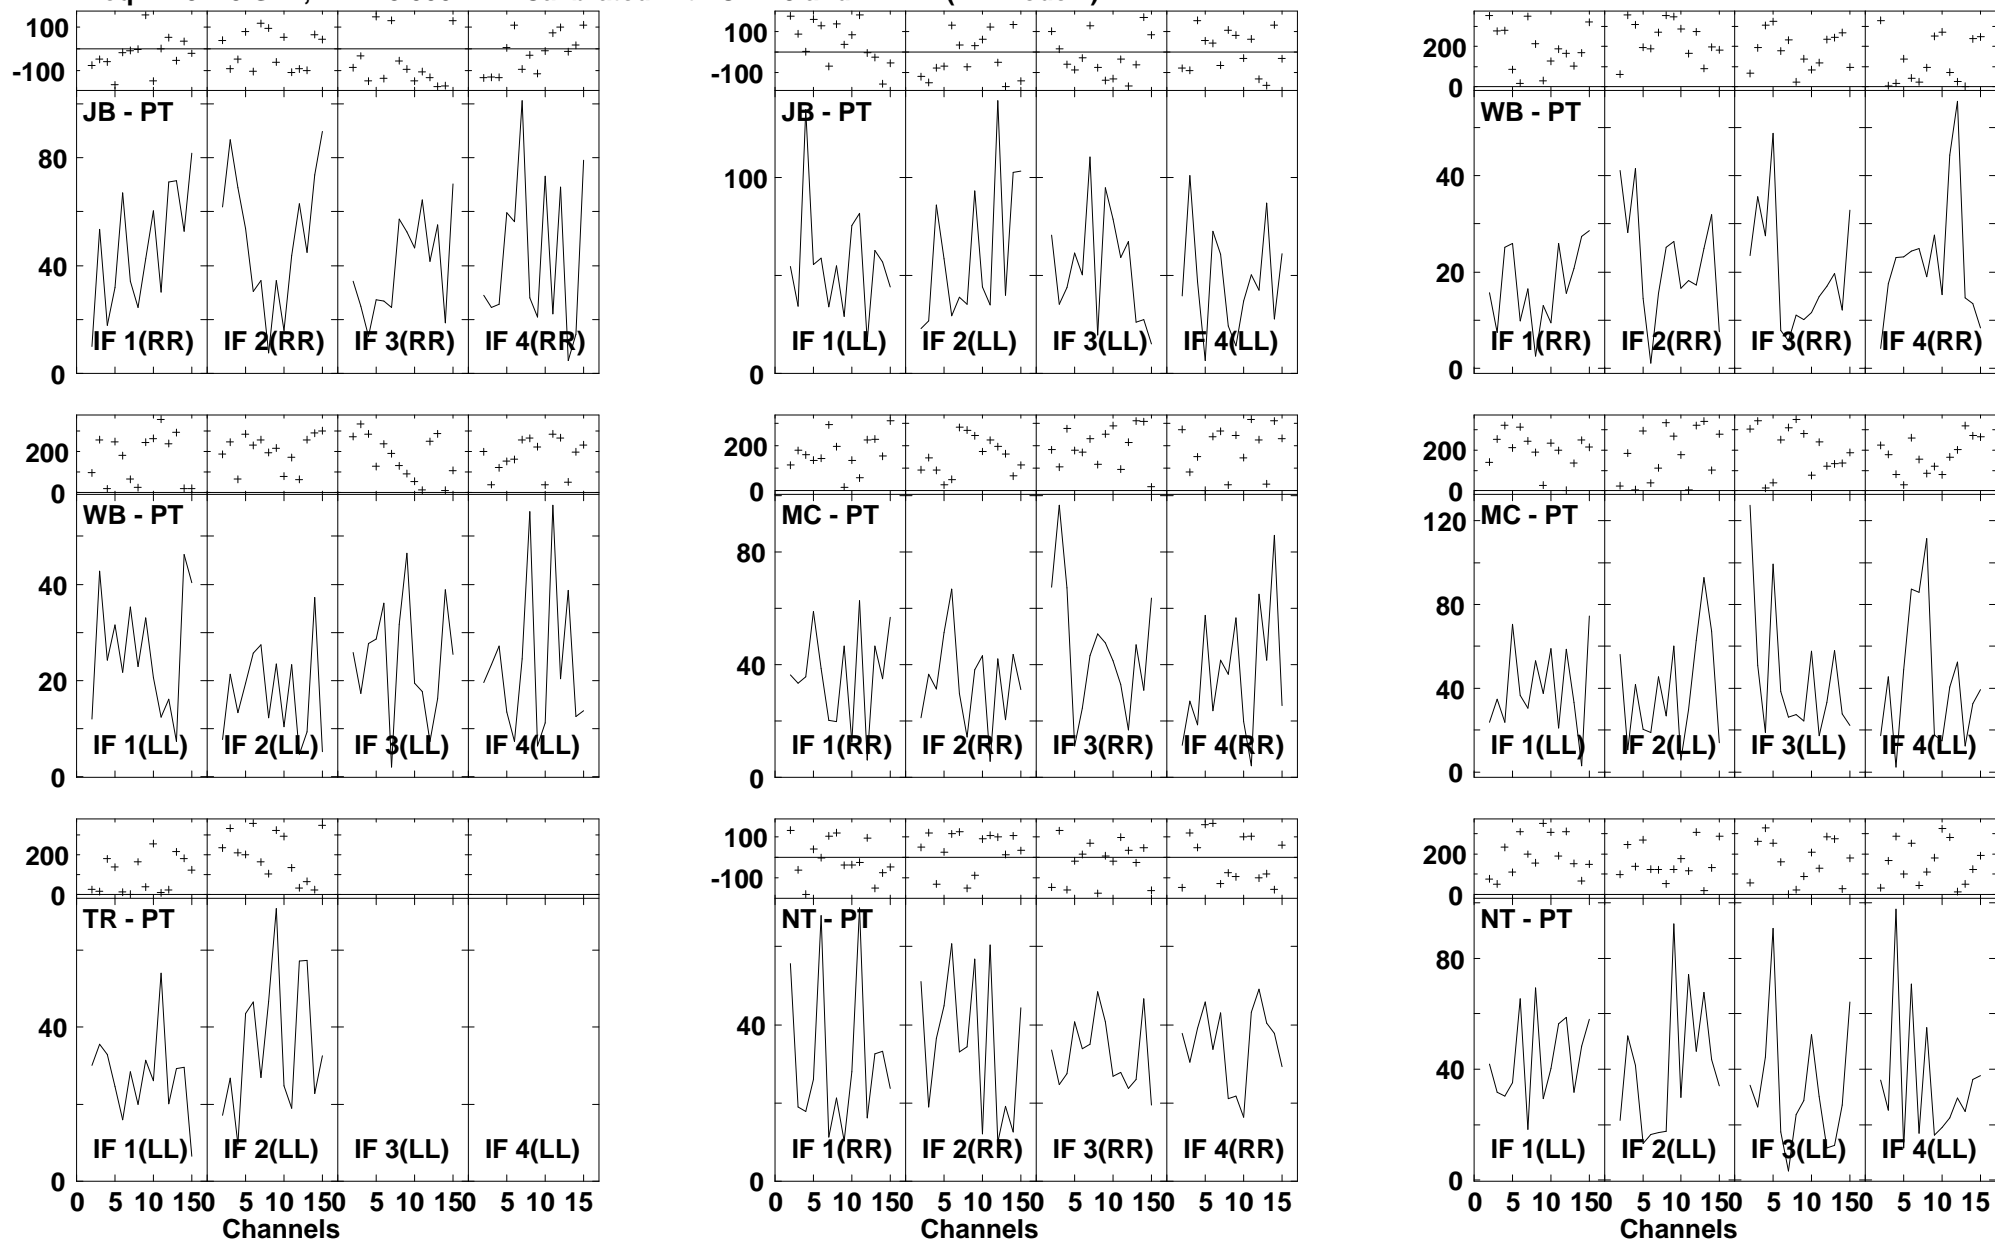 100
-100
JB - PT
80
40
0
IF 1(RR) IF 2(RR) IF 3(RR) IF 4(RR)
100
-100
JB - PT
100
0
IF 1(LL) IF 2(LL) IF 3(LL) IF 4(LL)
200
0
WB - PT
40
20
0
IF 1(RR) IF 2(RR) IF 3(RR) IF 4(RR)
200
0
WB - PT
40
20
0
IF 1(LL) IF 2(LL) IF 3(LL) IF 4(LL)
200
0
MC - PT
80
40
0
IF 1(RR) IF 2(RR) IF 3(RR) IF 4(RR)
200
0
MC - PT
120
80
40
0
IF 1(LL) IF 2(LL) IF 3(LL) IF 4(LL)
200
0
TR - PT
40
0
IF 1(LL) IF 2(LL) IF 3(LL) IF 4(LL)
0 5 10 150 5 10 150 5 10 150 5 10 15
Channels
100
-100
NT - PT
40
0
IF 1(RR) IF 2(RR) IF 3(RR) IF 4(RR)
0 5 10 150 5 10 150 5 10 150 5 10 15
Channels
200
0
NT - PT
80
40
0
IF 1(LL) IF 2(LL) IF 3(LL) IF 4(LL)
0 5 10 150 5 10 150 5 10 150 5 10 15
Channels